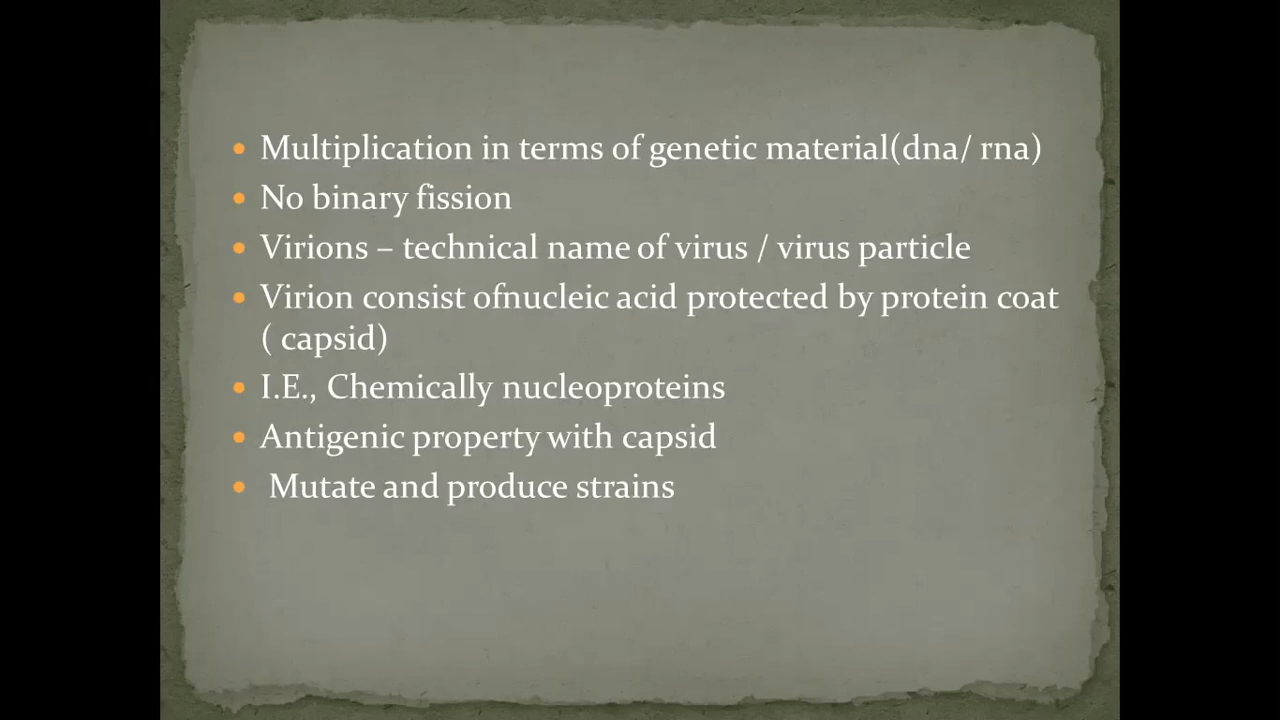 Multiplication in terms of genetic material(dna/ rna)
No binary fission
Virions – technical name of virus / virus particle
Virion consist ofnucleic acid protected by protein coat
( capsid)
I.E., Chemically nucleoproteins
Antigenic property with capsid
Mutate and produce strains